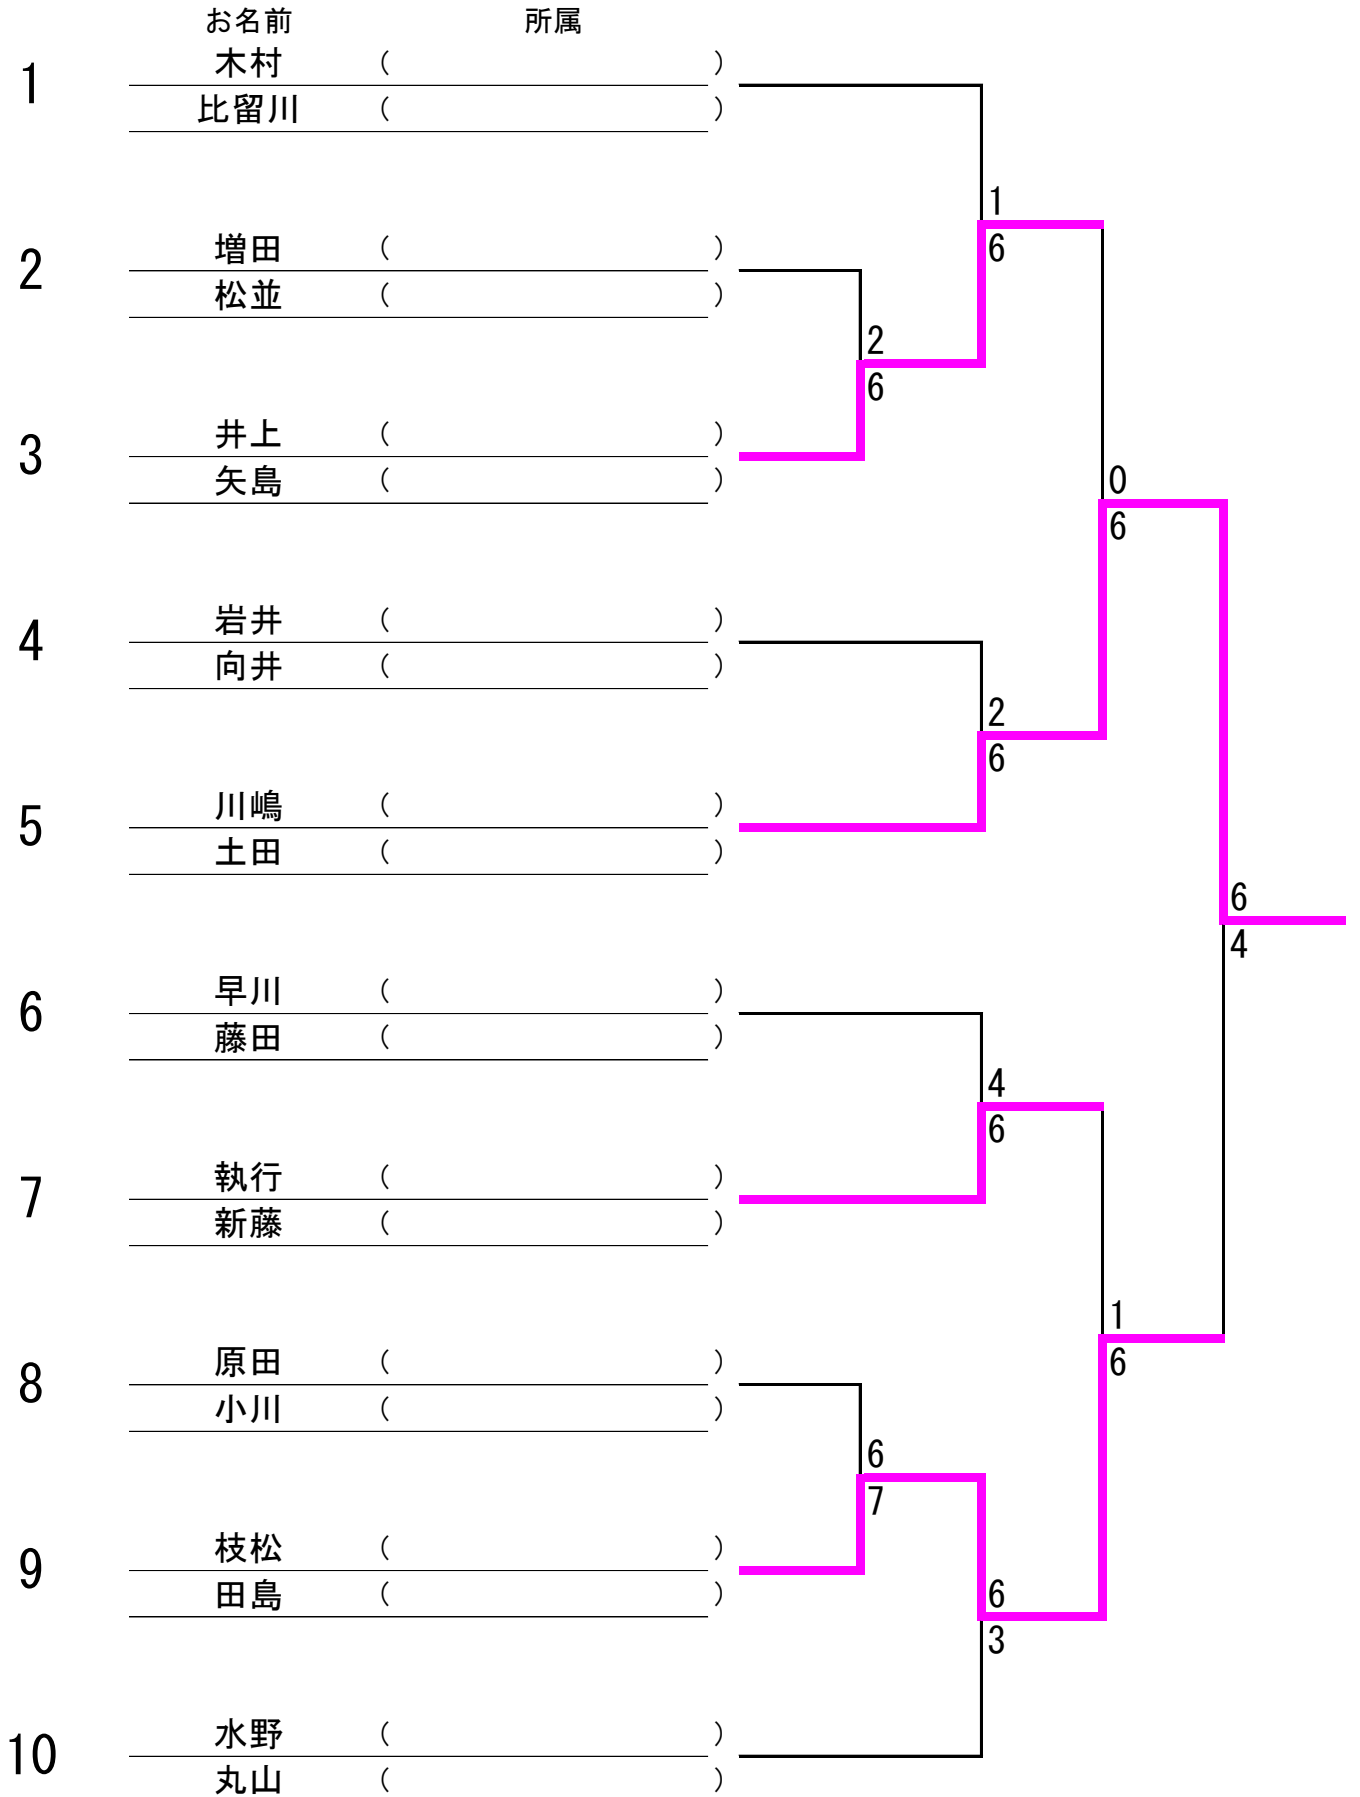 お名前 所属
1 木村 ( )
比留川 ( )
1
6
2 増田 ( )
松並 ( )
2
6
3 井上 ( )
矢島 ( )
0
6
4 岩井 ( )
向井 ( )
2
6
5 川嶋 ( )
土田 ( )
6
4
6 早川 ( )
藤田 ( )
4
6
7 執行 ( )
新藤 ( )
1
6
8 原田 ( )
小川 ( )
6
7
9 枝松 ( )
田島 ( )
6
3
10 水野 ( )
丸山 ( )